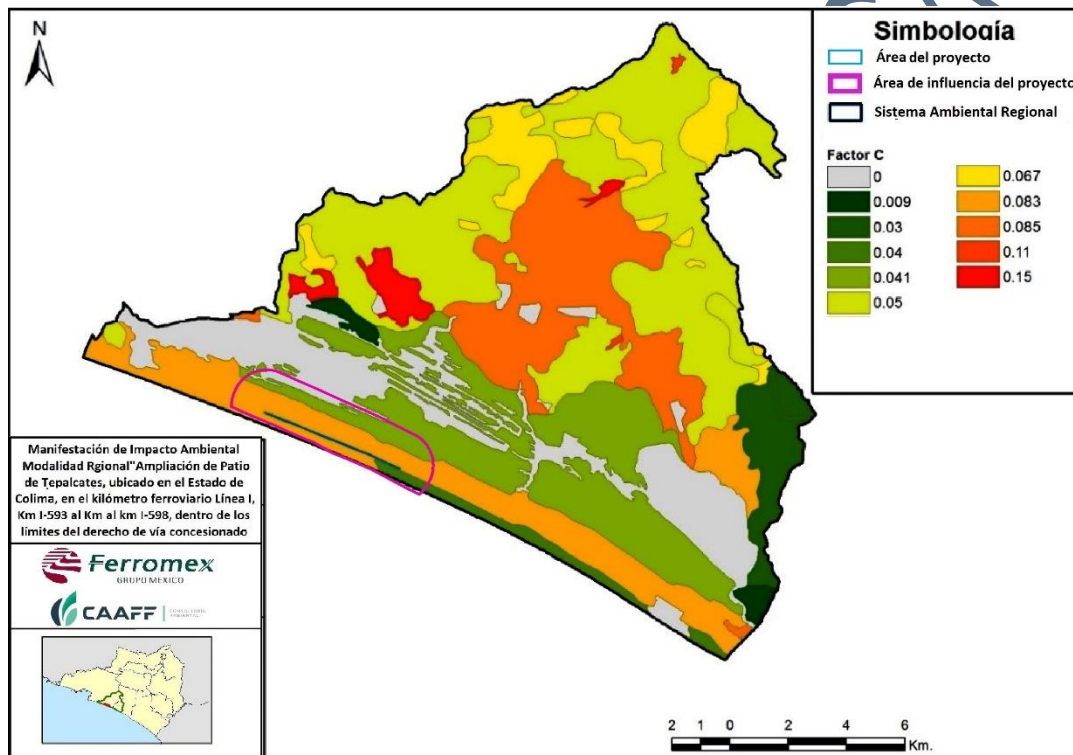 N
Simbología
Área del proyecto
Área de influencia del proyecto
Sistema Ambiental Regional
Factor C
0
0.009
0.03
0.04
0.041
0.05
0.067
0.083
0.085
0.11
0.15
Manifestación de Impacto Ambiental
Modalidad Rgional"Ampliación de Patio
de Tepalcates, ubicado en el Estado de
Colima, en el kilómetro ferroviario Línea I,
Km I-593 al Km al km I-598, dentro de los
límites del derecho de vía concesionado
Ferromex
GRUPO MEXICO
CAAFF
CONSULTORÍA
AMBIENTAL
2 1 0 2 4 6
Km.